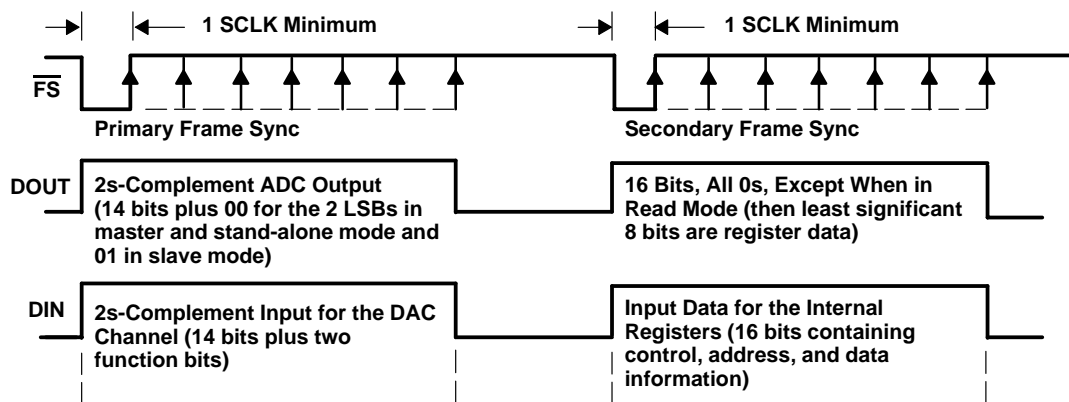 1 SCLK Minimum
1 SCLK Minimum
FS
Primary Frame Sync
Secondary Frame Sync
DOUT
2s-Complement ADC Output
(14 bits plus 00 for the 2 LSBs in
master and stand-alone mode and
01 in slave mode)
16 Bits, All 0s, Except When in
Read Mode (then least significant
8 bits are register data)
DIN
2s-Complement Input for the DAC
Channel (14 bits plus two
function bits)
Input Data for the Internal
Registers (16 bits containing
control, address, and data
information)